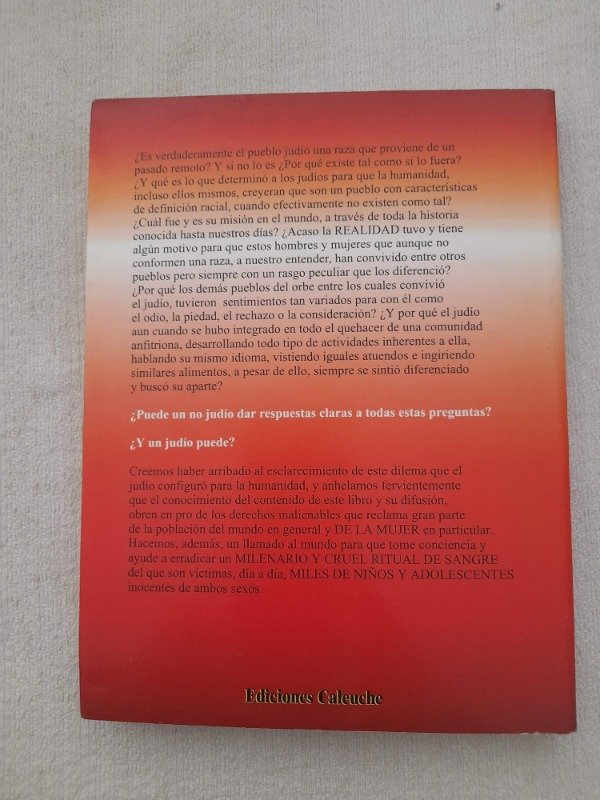 ¿Es verdaderamente el pueblo judío una raza que proviene de un
pasado remoto? Y si no lo es ¿Por qué existe tal como si lo fuera?
¿Y qué es lo que determinó a los judíos para que la humanidad,
incluso ellos mismos, creyeran que son un pueblo con características
de definición racial, cuando efectivamente no existen como tal?
¿Cuál fue y es su misión en el mundo, a través de toda la historia
conocida hasta nuestros días? ¿Acaso la REALIDAD tuvo y tiene
algún motivo para que estos hombres y mujeres que aunque no
conformen una raza, a nuestro entender, han convivido entre otros
pueblos pero siempre con un rasgo peculiar que los diferenció?
¿Por qué los demás pueblos del orbe entre los cuales convivió
el judío, tuvieron sentimientos tan variados para con él como
el odio, la piedad, el rechazo o la consideración? ¿Y por qué el judío
aun cuando se hubo integrado en todo el quehacer de una comunidad
anfitriona, desarrollando todo tipo de actividades inherentes a ella,
hablando su mismo idioma, vistiendo iguales atuendos e ingiriendo
similares alimentos, a pesar de ello, siempre se sintió diferenciado
y buscó su aparte?
¿Puede un no judío dar respuestas claras a todas estas preguntas?
¿Y un judío puede?
Creemos haber arribado al esclarecimiento de este dilema que el
judío configuró para la humanidad, y anhelamos fervientemente
que el conocimiento del contenido de este libro y su difusión,
obren en pro de los derechos inalienables que reclama gran parte
de la población del mundo en general y DE LA MUJER en particular.
Hacemos, además, un llamado al mundo para que tome conciencia y
ayude a erradicar un MILENARIO Y CRUEL RITUAL DE SANGRE
del que son víctimas, día a día, MILES DE NIÑOS Y ADOLESCENTES
inocentes de ambos sexos.
Ediciones Caleuche